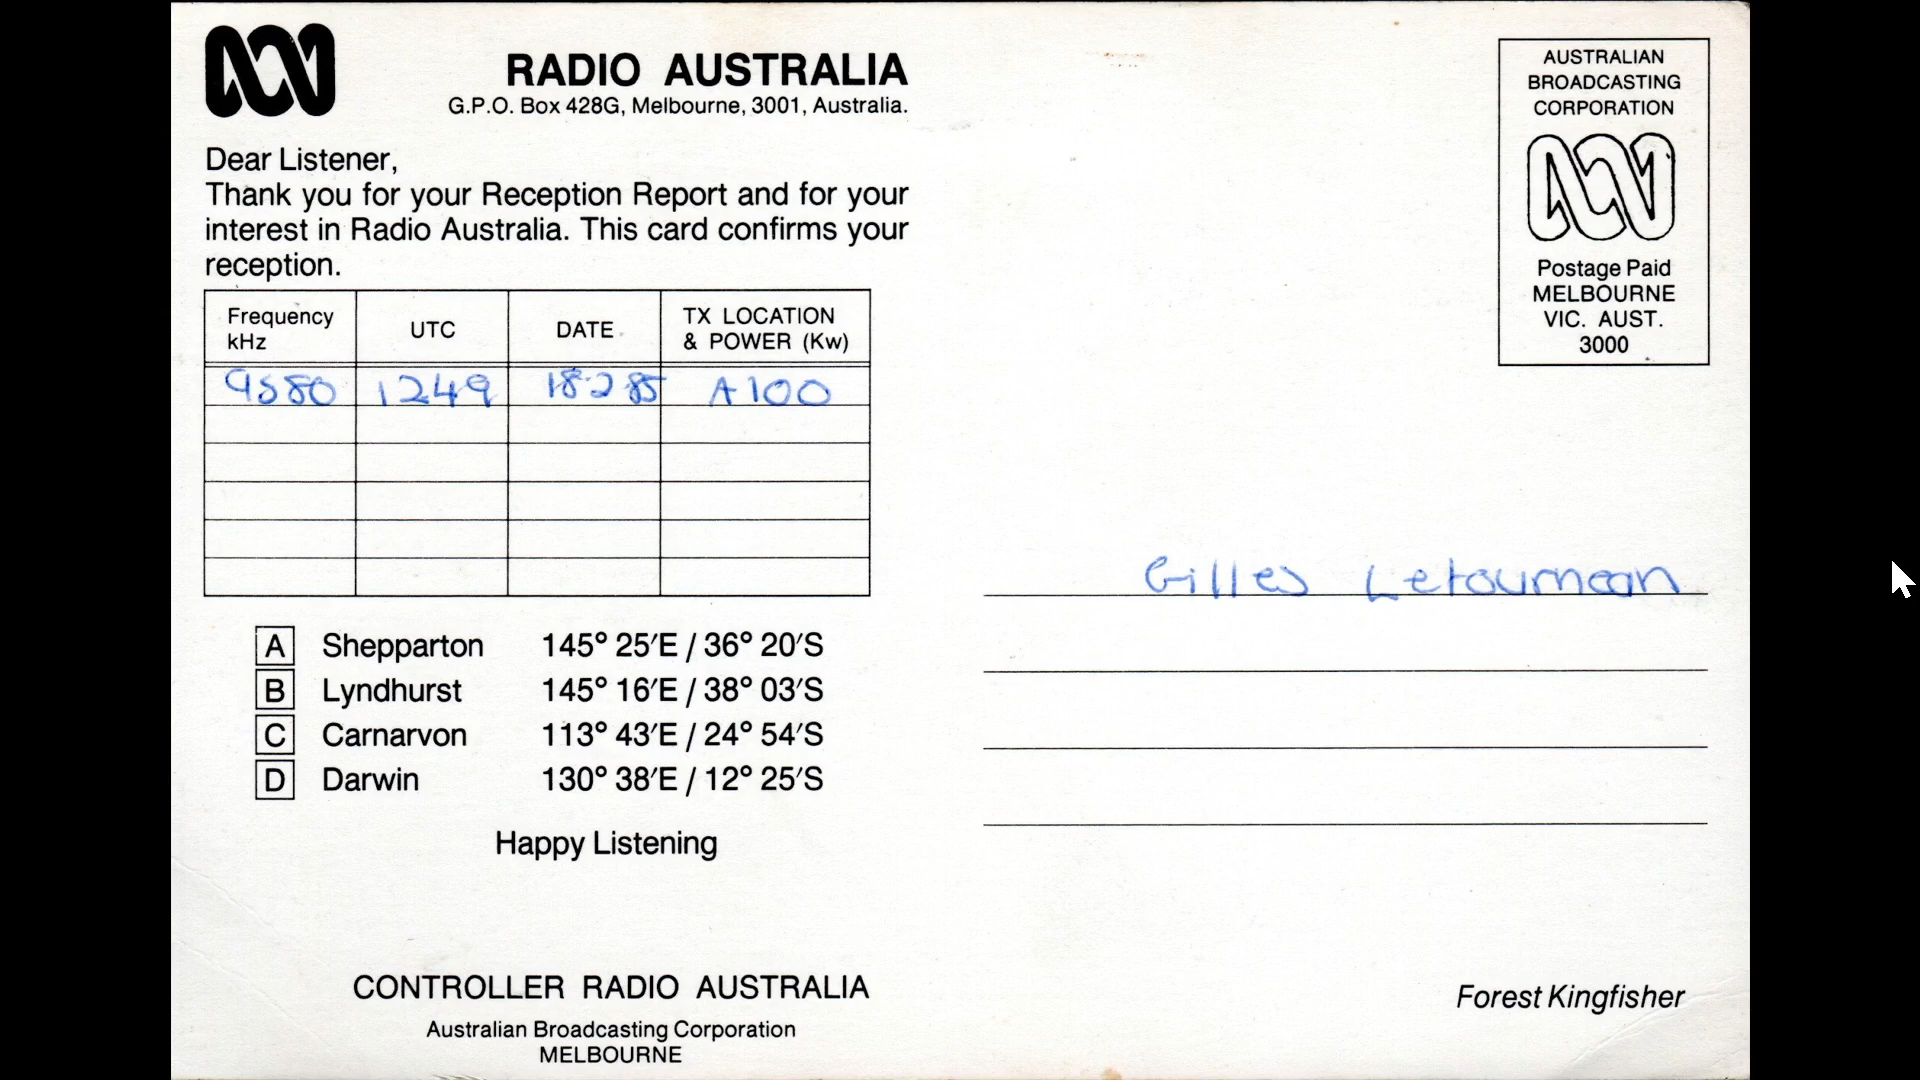 RADIO AUSTRALIA
G.P.O. Box 428G, Melbourne, 3001, Australia.
Dear Listener,
Thank you for your Reception Report and for your
interest in Radio Australia. This card confirms your
reception.
Frequency kHz UTC DATE TX LOCATION & POWER (Kw)
9580 1249 18 2 85 A 100
A Shepparton 145° 25′E / 36° 20′S
B Lyndhurst 145° 16′E / 38° 03′S
C Carnarvon 113° 43′E / 24° 54′S
D Darwin 130° 38′E / 12° 25′S
Happy Listening
CONTROLLER RADIO AUSTRALIA
Australian Broadcasting Corporation
MELBOURNE
AUSTRALIAN
BROADCASTING
CORPORATION
Postage Paid
MELBOURNE
VIC. AUST.
3000
Gilles Letourneau
Forest Kingfisher